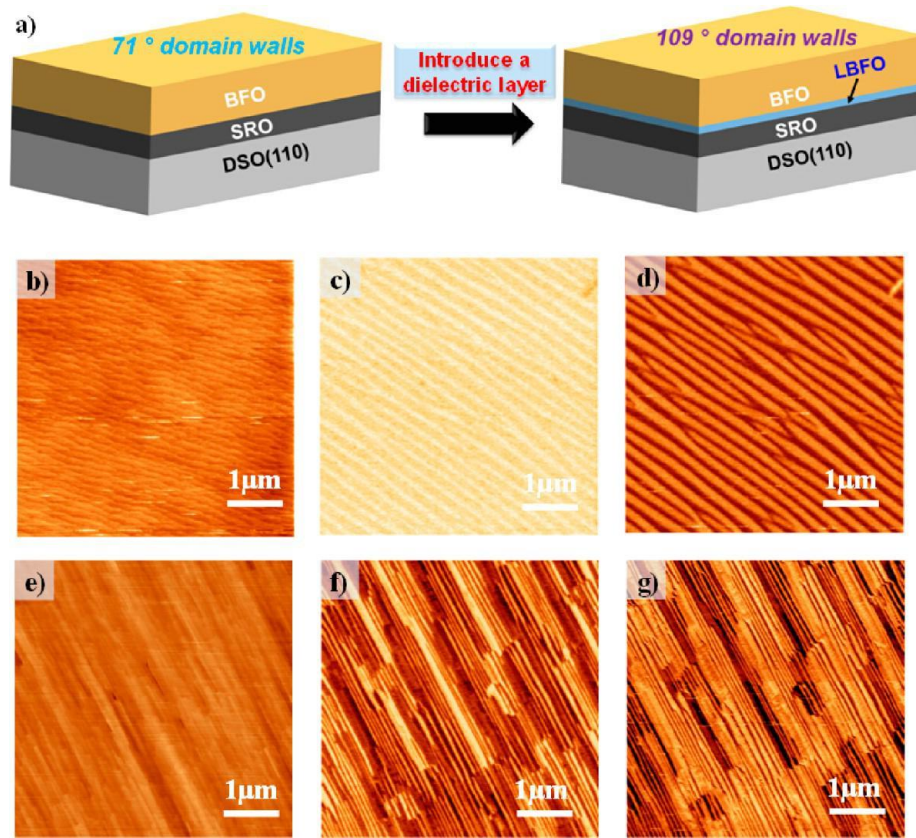 a)
71 ° domain walls
BFO
SRO
DSO(110)
Introduce a
dielectric layer
109 ° domain walls
LBFO
BFO
SRO
DSO(110)
b)
1μm
c)
1μm
d)
1μm
e)
1μm
f)
1μm
g)
1μm